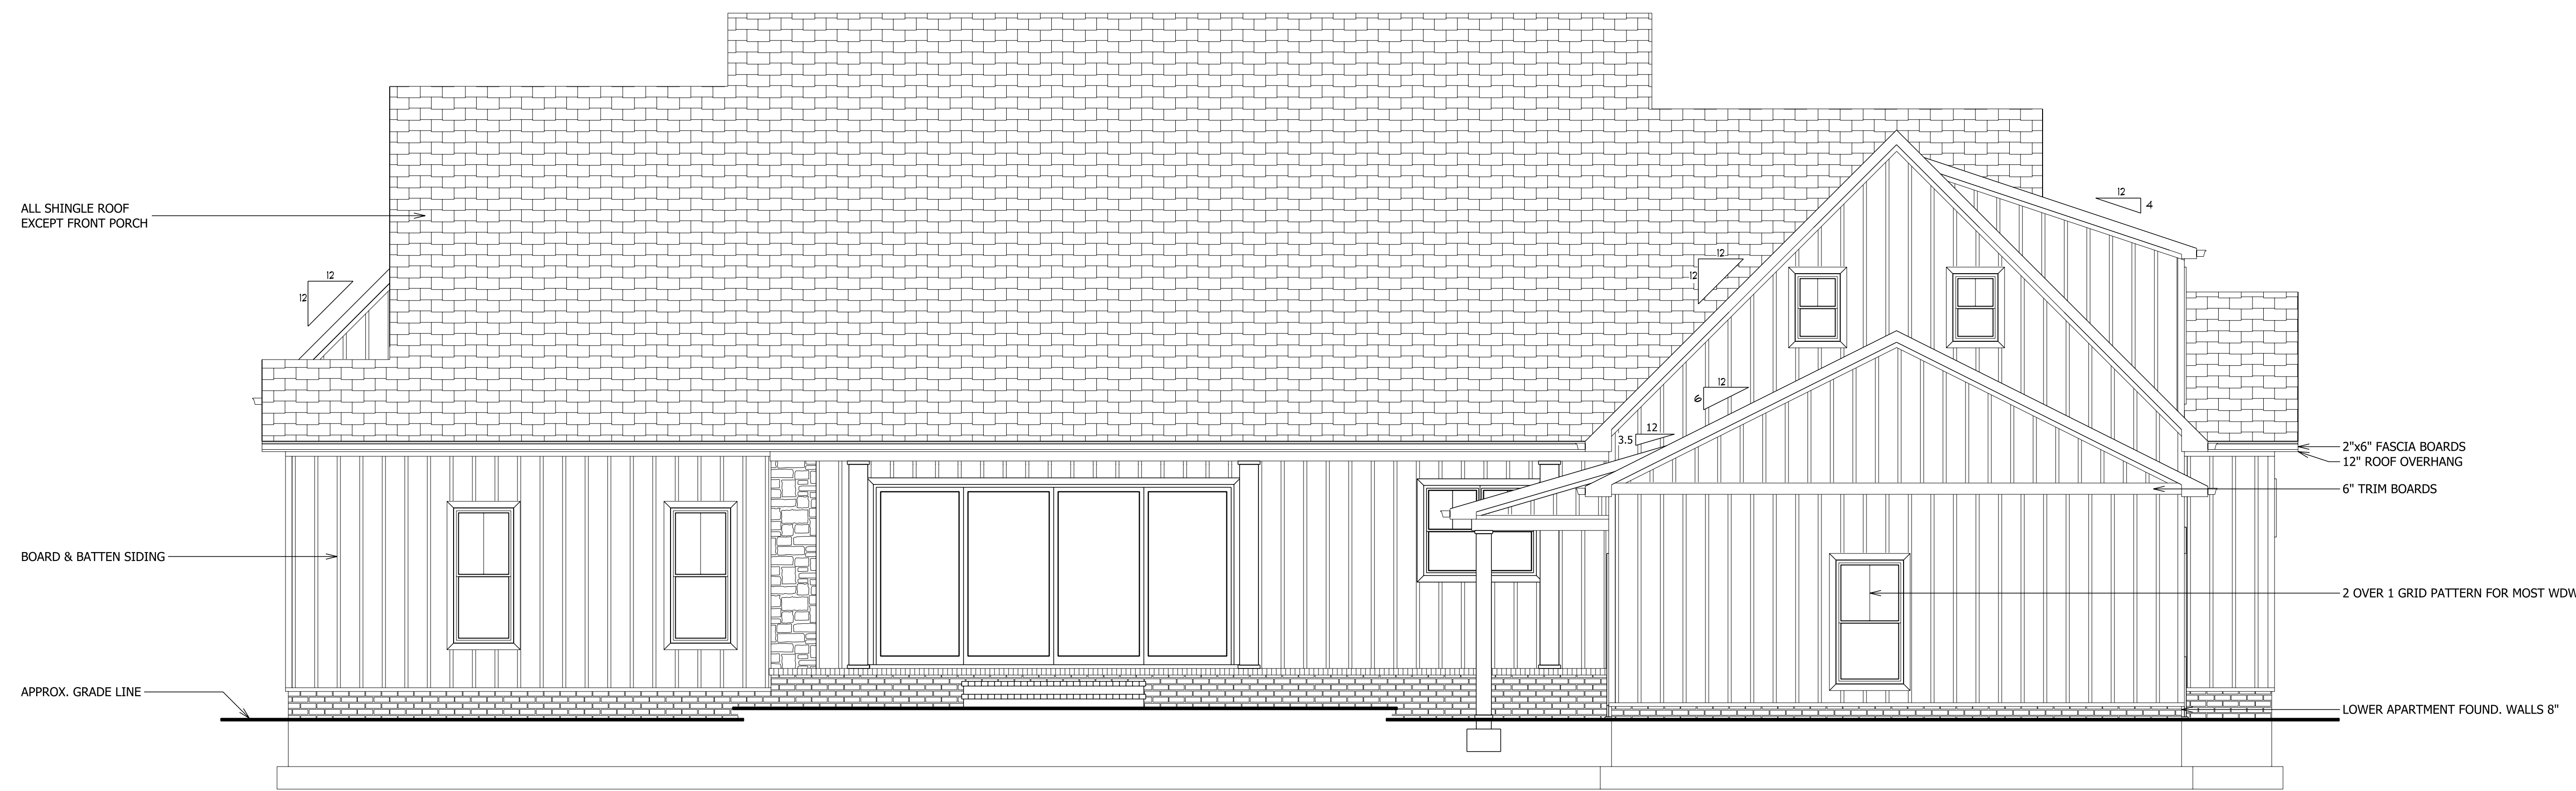 ALL SHINGLE ROOF
EXCEPT FRONT PORCH
12
12
BOARD & BATTEN SIDING
APPROX. GRADE LINE
12
12
12
6
12
3.5
12
4
2"x6" FASCIA BOARDS
12" ROOF OVERHANG
6" TRIM BOARDS
2 OVER 1 GRID PATTERN FOR MOST WDW
LOWER APARTMENT FOUND. WALLS 8"